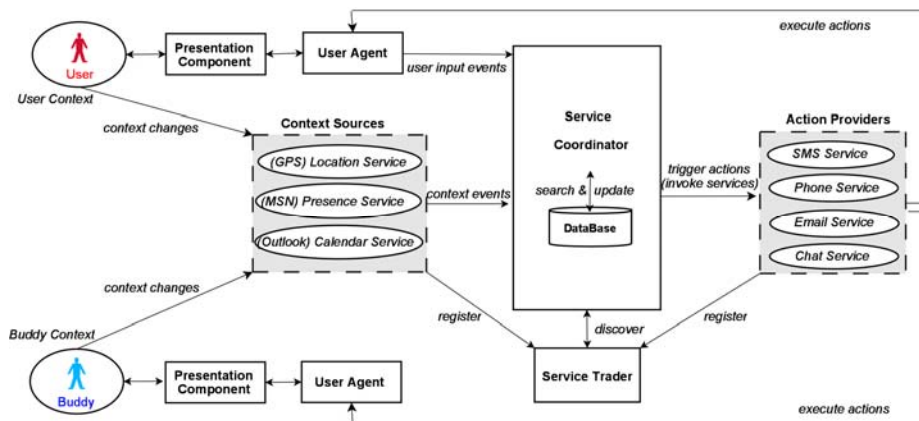 execute actions
Presentation
Component
User Agent
User
user input events
User Context
Service
Coordinator
context changes
Context Sources
Action Providers
(GPS) Location Service
SMS Service
trigger actions
(invoke services)
search & update
Phone Service
(MSN) Presence Service
context events
DataBase
Email Service
(Outlook) Calendar Service
Chat Service
context changes
register
discover
register
Buddy Context
Presentation
Component
User Agent
Service Trader
Buddy
execute actions